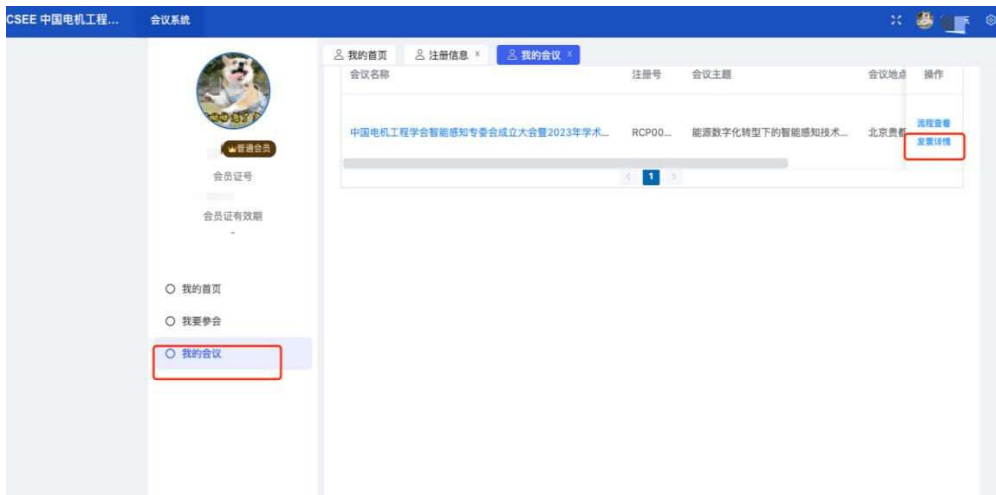 CSEE 中国电机工程... 会议系统
我的首页 注册信息 × 我的会议 ×
会议名称 注册号 会议主题 会议地点 操作
中国电机工程学会智能感知专委会成立大会暨2023年学术... RCP00... 能源数字化转型下的智能感知技术... 北京贵都 流程查看
发票详情
< 1 >
普通会员
会员证号
会员证有效期
-
我的首页
我要参会
我的会议